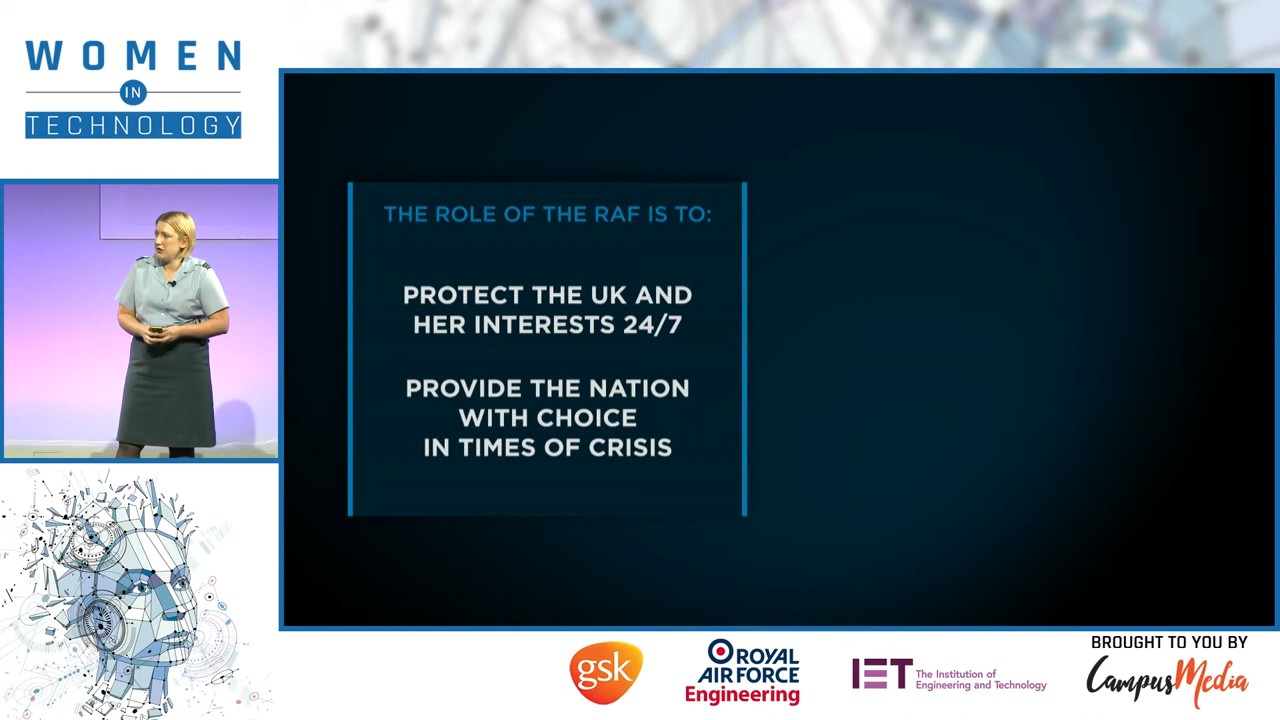 WOMEN
IN
TECHNOLOGY
THE ROLE OF THE RAF IS TO:
PROTECT THE UK AND
HER INTERESTS 24/7
PROVIDE THE NATION
WITH CHOICE
IN TIMES OF CRISIS
gsk
ROYAL
AIR FORCE
Engineering
IET The Institution of
Engineering and Technology
BROUGHT TO YOU BY
CampusMedia